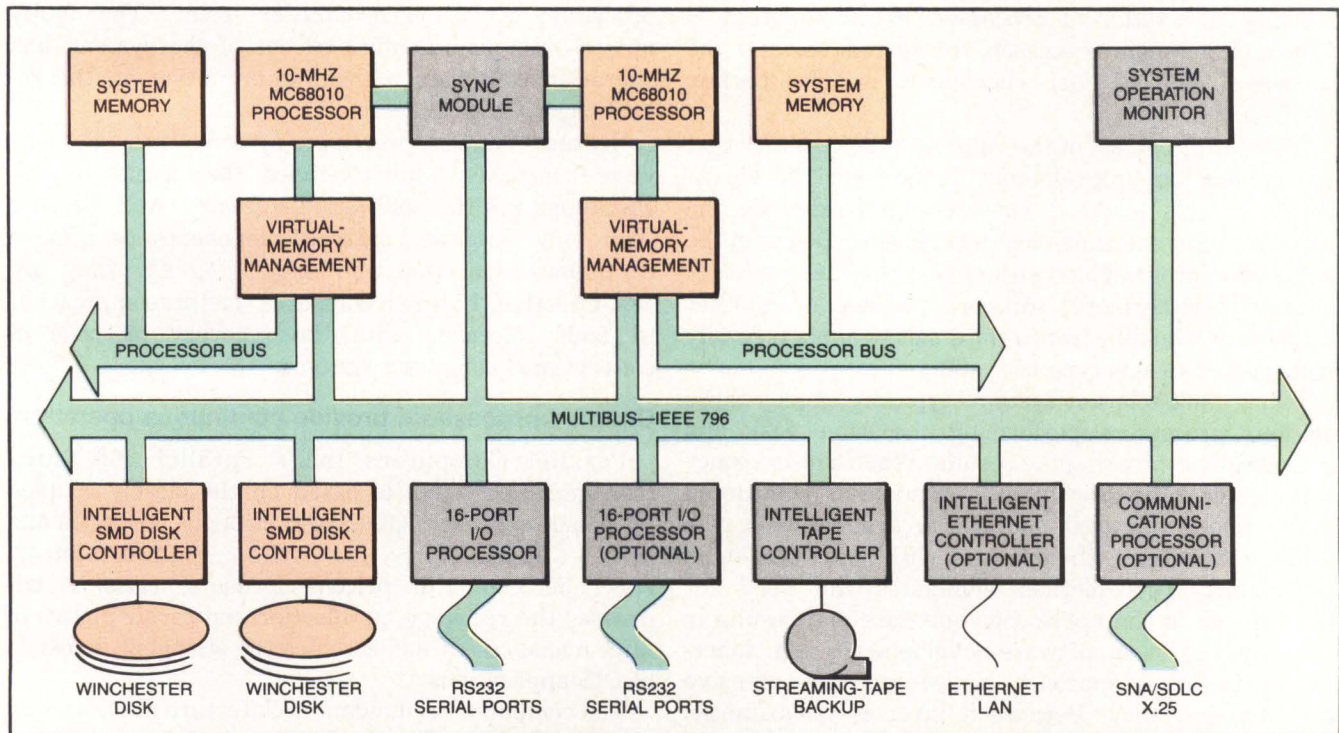 SYSTEM
MEMORY
10-MHZ
MC68010
PROCESSOR
SYNC
MODULE
10-MHZ
MC68010
PROCESSOR
SYSTEM
MEMORY
SYSTEM
OPERATION
MONITOR
VIRTUAL-
MEMORY
MANAGEMENT
VIRTUAL-
MEMORY
MANAGEMENT
PROCESSOR BUS
PROCESSOR BUS
MULTIBUS–IEEE 796
INTELLIGENT
SMD DISK
CONTROLLER
INTELLIGENT
SMD DISK
CONTROLLER
16-PORT
I/O
PROCESSOR
16-PORT I/O
PROCESSOR
(OPTIONAL)
INTELLIGENT
TAPE
CONTROLLER
INTELLIGENT
ETHERNET
CONTROLLER
(OPTIONAL)
COMMUNI-
CATIONS
PROCESSOR
(OPTIONAL)
WINCHESTER
DISK
WINCHESTER
DISK
RS232
SERIAL PORTS
RS232
SERIAL PORTS
STREAMING-TAPE
BACKUP
ETHERNET
LAN
SNA/SDLC
X.25